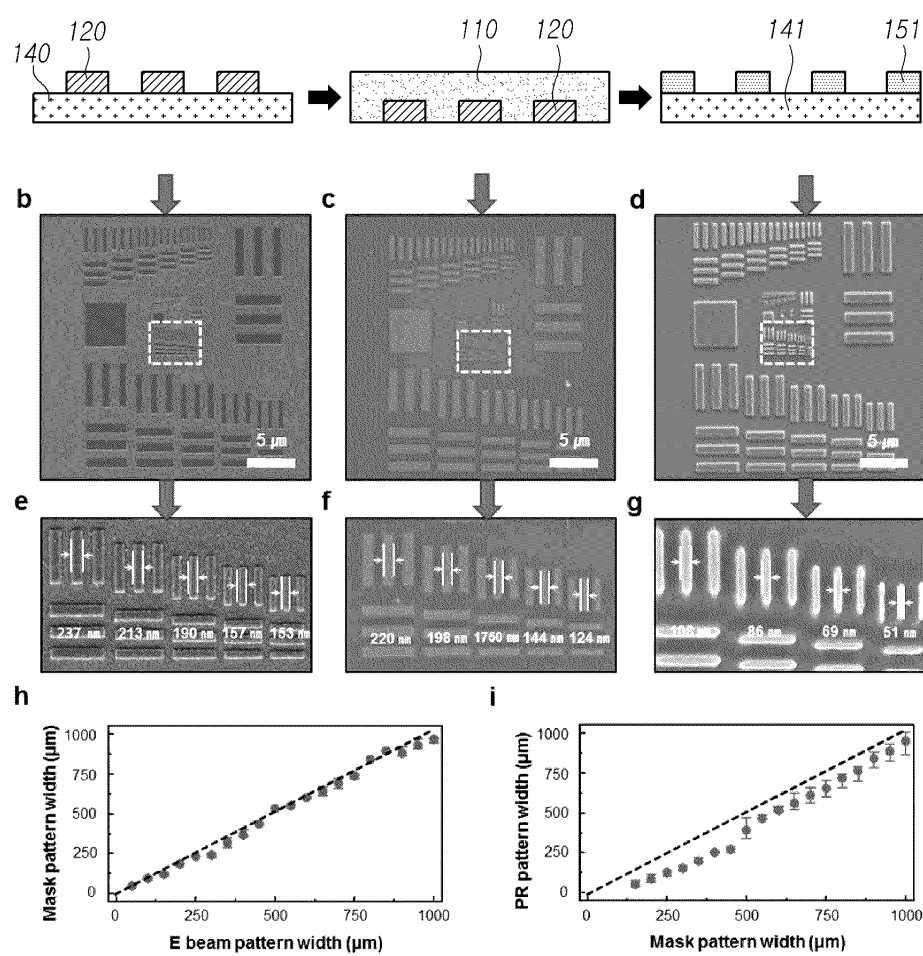 120 110 120 141 151
140
b c d
5 µm 5 µm 5 µm
e f g
237 nm 213 nm 190 nm 157 nm 153 nm
220 nm 198 nm 1750 nm 144 nm 124 nm
108 86 nm 69 nm 51 nm
h i
Mask pattern width (µm)
1000
750
500
250
0
0 250 500 750 1000
E beam pattern width (µm)
PR pattern width (µm)
1000
750
500
250
0
0 250 500 750 1000
Mask pattern width (µm)